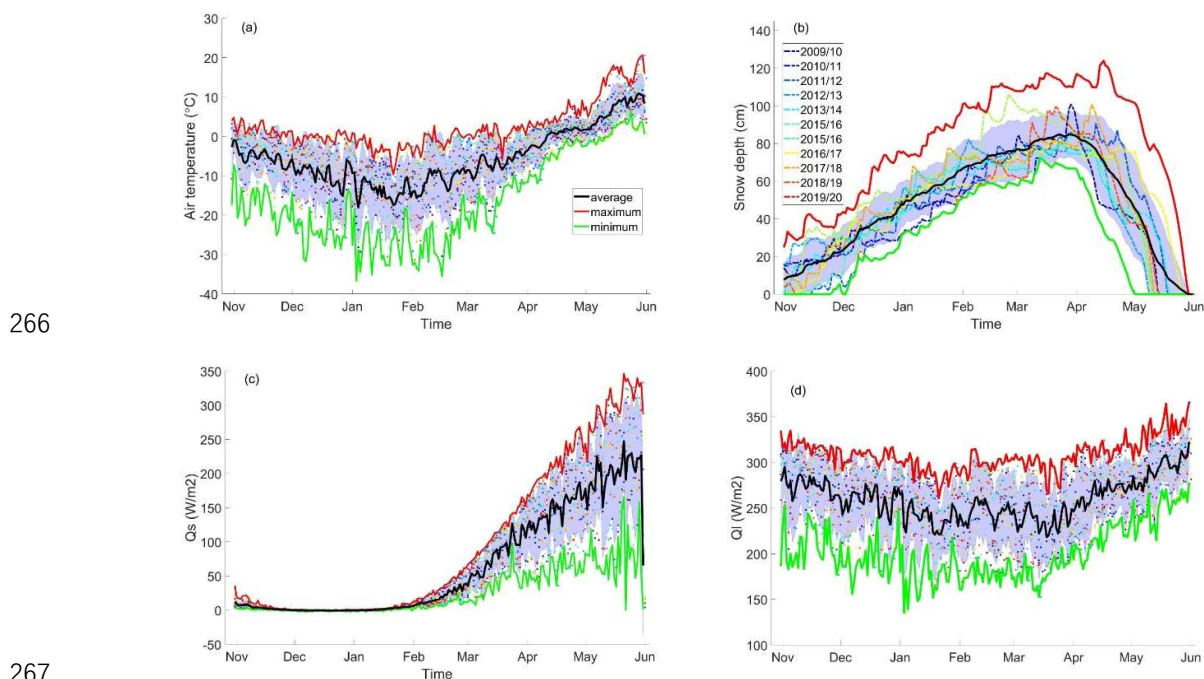 (a)
30
20
10
0
-10
-20
-30
-40
Air temperature (°C)
Nov Dec Jan Feb Mar Apr May Jun
Time
average
maximum
minimum
(b)
140
120
100
80
60
40
20
0
Snow depth (cm)
2009/10
2010/11
2011/12
2012/13
2013/14
2015/16
2015/16
2016/17
2017/18
2018/19
2019/20
Nov Dec Jan Feb Mar Apr May Jun
Time
266
(c)
350
300
250
200
150
100
50
0
-50
Qs (W/m2)
Nov Dec Jan Feb Mar Apr May Jun
Time
(d)
400
350
300
250
200
150
100
Ql (W/m2)
Nov Dec Jan Feb Mar Apr May Jun
Time
267